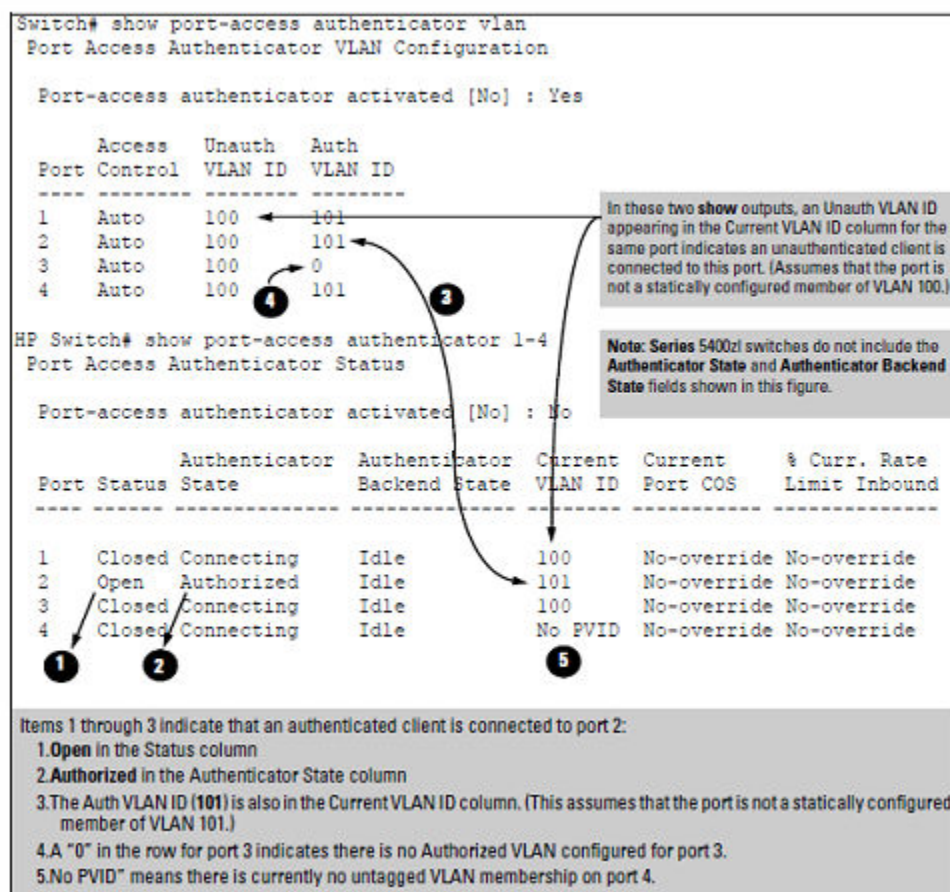 Switch# show port-access authenticator vlan
Port Access Authenticator VLAN Configuration
Port-access authenticator activated [No] : Yes
Access Unauth Auth
Port Control VLAN ID VLAN ID
---- -------- -------- --------
1 Auto 100 101
2 Auto 100 101
3 Auto 100 0
4 Auto 100 101
4
3
In these two show outputs, an Unauth VLAN ID
appearing in the Current VLAN ID column for the
same port indicates an unauthenticated client is
connected to this port. (Assumes that the port is
not a statically configured member of VLAN 100.)
HP Switch# show port-access authenticator 1-4
Port Access Authenticator Status
Note: Series 5400zl switches do not include the
Authenticator State and Authenticator Backend
State fields shown in this figure.
Port-access authenticator activated [No] : No
Authenticator Authenticator Current Current % Curr. Rate
Port Status State Backend State VLAN ID Port COS Limit Inbound
---- ------ -------------- -------------- -------- ----------- --------------
1 Closed Connecting Idle 100 No-override No-override
2 Open Authorized Idle 101 No-override No-override
3 Closed Connecting Idle 100 No-override No-override
4 Closed Connecting Idle No PVID No-override No-override
1
2
5
Items 1 through 3 indicate that an authenticated client is connected to port 2:
1.Open in the Status column
2.Authorized in the Authenticator State column
3.The Auth VLAN ID (101) is also in the Current VLAN ID column. (This assumes that the port is not a statically configured
member of VLAN 101.)
4.A "0" in the row for port 3 indicates there is no Authorized VLAN configured for port 3.
5.No PVID" means there is currently no untagged VLAN membership on port 4.